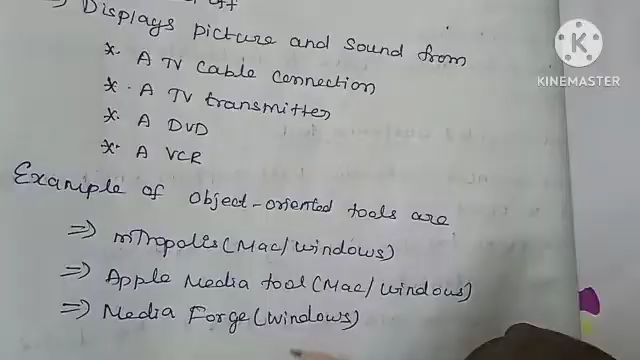 off
⇒ Displays picture and sound from
*. A TV cable connection
*. A TV transmitter
*. A DVD
*. A VCR
Example of object-oriented tools are
⇒ mTropolis (Mac/windows)
⇒ Apple Media tool (Mac/windows)
⇒ Media Forge (windows)
K
KINEMASTER